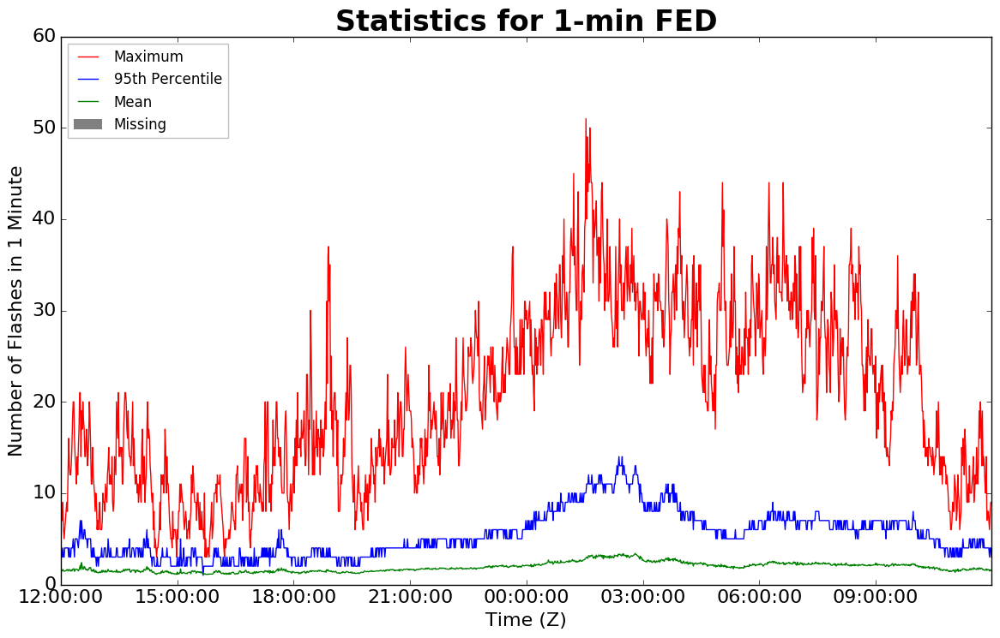 Statistics for 1-min FED
Maximum
95th Percentile
Mean
Missing
60
50
40
30
20
10
0
Number of Flashes in 1 Minute
12:00:00 15:00:00 18:00:00 21:00:00 00:00:00 03:00:00 06:00:00 09:00:00
Time (Z)